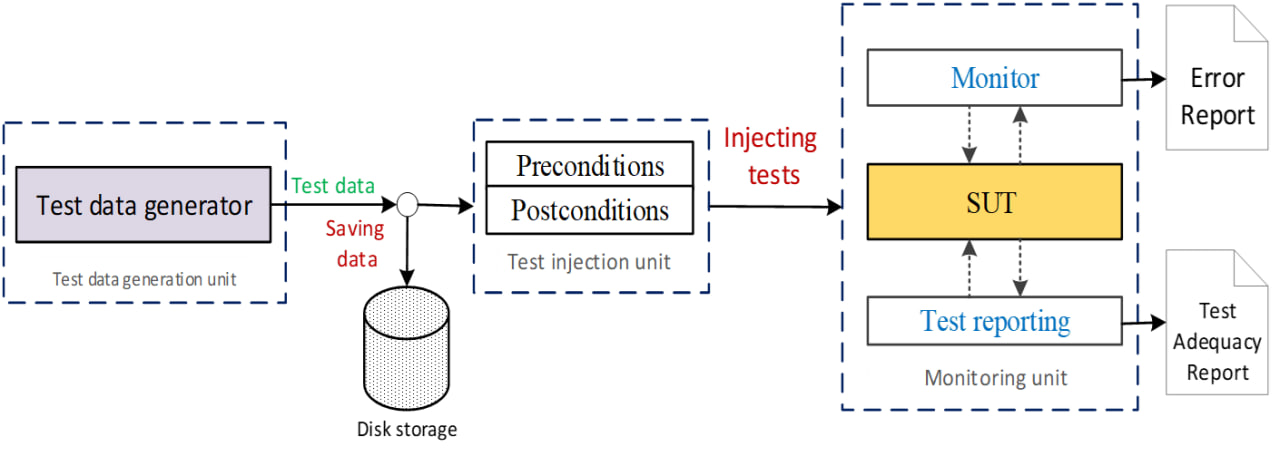 Test data generator
Test data generation unit
Test data
Saving
data
Disk storage
Preconditions
Postconditions
Test injection unit
Injecting
tests
Monitor
SUT
Test reporting
Monitoring unit
Error
Report
Test
Adequacy
Report